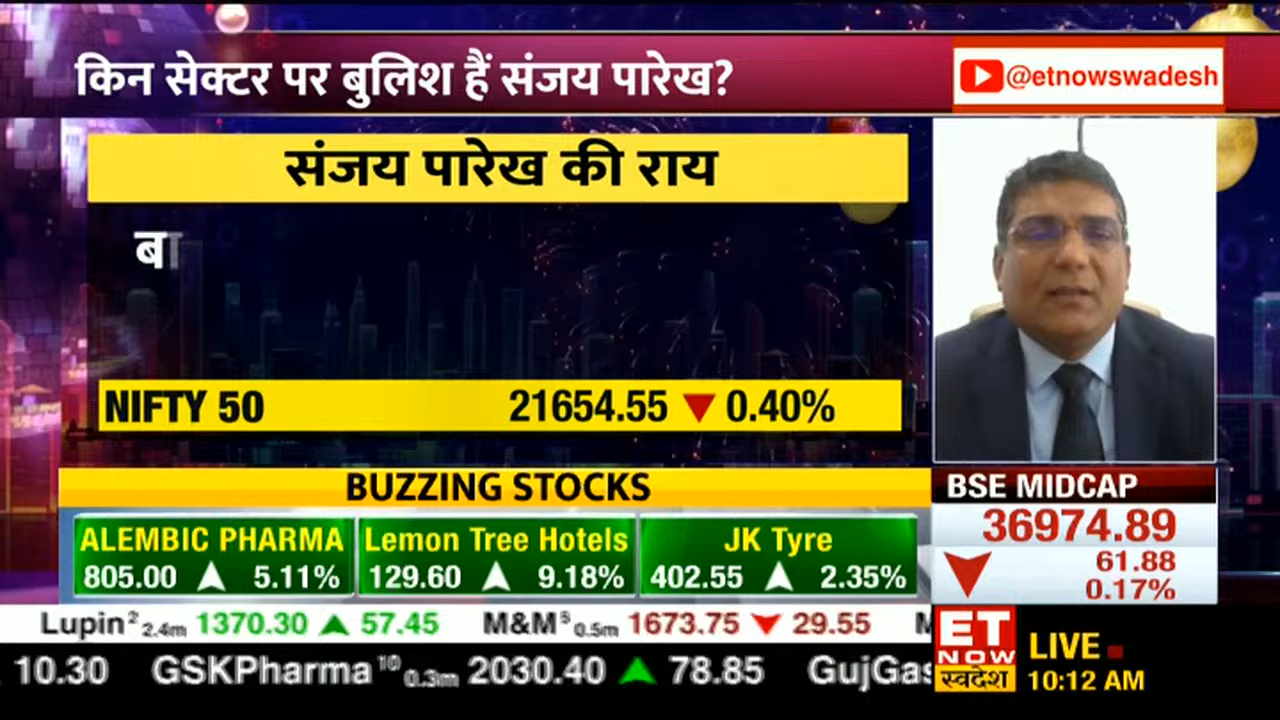 किन सेक्टर पर बुलिश हैं संजय पारेख?
@etnowswadesh
संजय पारेख की राय
बा
NIFTY 50 21654.55 ▼ 0.40%
BUZZING STOCKS
ALEMBIC PHARMA
805.00 ▲ 5.11%
Lemon Tree Hotels
129.60 ▲ 9.18%
JK Tyre
402.55 ▲ 2.35%
BSE MIDCAP
36974.89
▼ 61.88
0.17%
Lupin² 2.4m 1370.30 ▲ 57.45 M&M⁵ 0.5m 1673.75 ▼ 29.55 M
10.30 GSKPharma¹⁰ 0.3m 2030.40 ▲ 78.85 GujGas
ET NOW स्वदेश
LIVE
10:12 AM